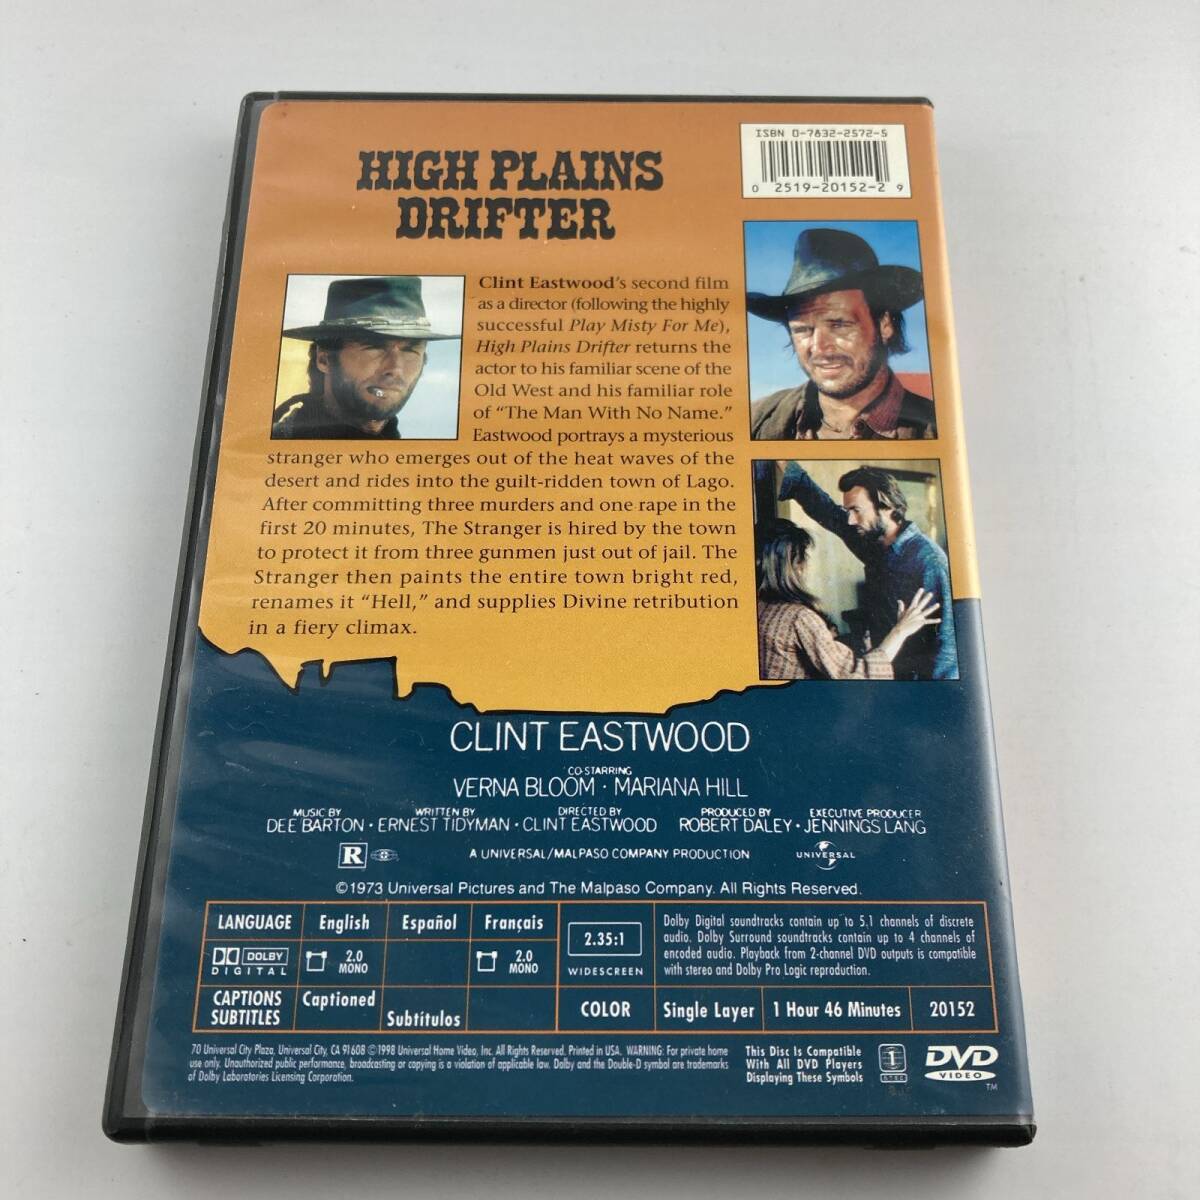 ISBN 0-7832-2572-5
0 2519-20152-2 9
HIGH PLAINS
DRIFTER
Clint Eastwood's second film
as a director (following the highly
successful Play Misty For Me),
High Plains Drifter returns the
actor to his familiar scene of the
Old West and his familiar role
of “The Man With No Name.”
Eastwood portrays a mysterious
stranger who emerges out of the heat waves of the
desert and rides into the guilt-ridden town of Lago.
After committing three murders and one rape in the
first 20 minutes, The Stranger is hired by the town
to protect it from three gunmen just out of jail. The
Stranger then paints the entire town bright red,
renames it “Hell,” and supplies Divine retribution
in a fiery climax.
CLINT EASTWOOD
CO-STARRING
VERNA BLOOM · MARIANA HILL
MUSIC BY WRITTEN BY DIRECTED BY PRODUCED BY EXECUTIVE PRODUCER
DEE BARTON · ERNEST TIDYMAN · CLINT EASTWOOD ROBERT DALEY · JENNINGS LANG
R A UNIVERSAL/MALPASO COMPANY PRODUCTION UNIVERSAL
©1973 Universal Pictures and The Malpaso Company. All Rights Reserved.
LANGUAGE English Español Français
DOLBY DIGITAL 2.0 MONO 2.0 MONO
CAPTIONS SUBTITLES Captioned Subtítulos
2.35:1
WIDESCREEN
Dolby Digital soundtracks contain up to 5.1 channels of discrete
audio. Dolby Surround soundtracks contain up to 4 channels of
encoded audio. Playback from 2-channel DVD outputs is compatible
with stereo and Dolby Pro Logic reproduction.
COLOR Single Layer 1 Hour 46 Minutes 20152
70 Universal City Plaza, Universal City, CA 91608 ©1998 Universal Home Video, Inc. All Rights Reserved. Printed in USA. WARNING: For private home
use only. Unauthorized public performance, broadcasting or copying is a violation of applicable law. Dolby and the Double-D symbol are trademarks
of Dolby Laboratories Licensing Corporation.
This Disc Is Compatible
With All DVD Players
Displaying These Symbols
1
NTSC
DVD
VIDEO
TM